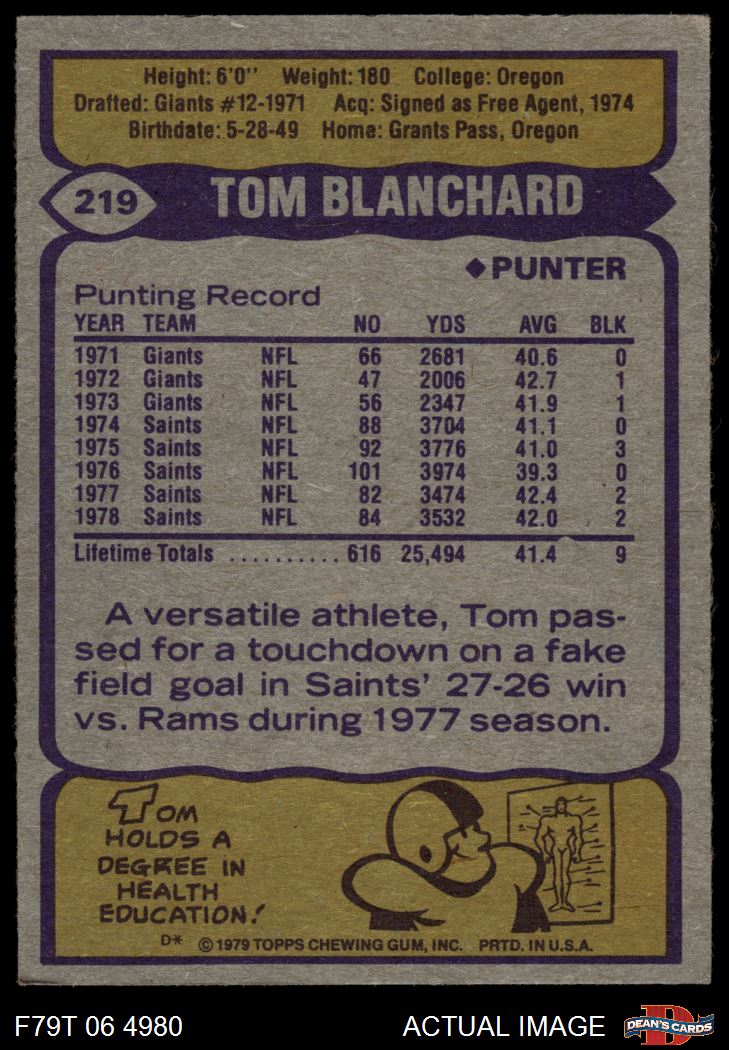 Height: 6'0'' Weight: 180 College: Oregon
Drafted: Giants #12-1971 Acq: Signed as Free Agent, 1974
Birthdate: 5-28-49 Home: Grants Pass, Oregon
219 TOM BLANCHARD
◆PUNTER
Punting Record
YEAR TEAM NO YDS AVG BLK
1971 Giants NFL 66 2681 40.6 0
1972 Giants NFL 47 2006 42.7 1
1973 Giants NFL 56 2347 41.9 1
1974 Saints NFL 88 3704 41.1 0
1975 Saints NFL 92 3776 41.0 3
1976 Saints NFL 101 3974 39.3 0
1977 Saints NFL 82 3474 42.4 2
1978 Saints NFL 84 3532 42.0 2
Lifetime Totals .......... 616 25,494 41.4 9
A versatile athlete, Tom pas-
sed for a touchdown on a fake
field goal in Saints' 27-26 win
vs. Rams during 1977 season.
TOM
HOLDS A
DEGREE IN
HEALTH
EDUCATION!
D* © 1979 TOPPS CHEWING GUM, INC. PRTD. IN U.S.A.
F79T 06 4980 ACTUAL IMAGE D DEAN'S CARDS